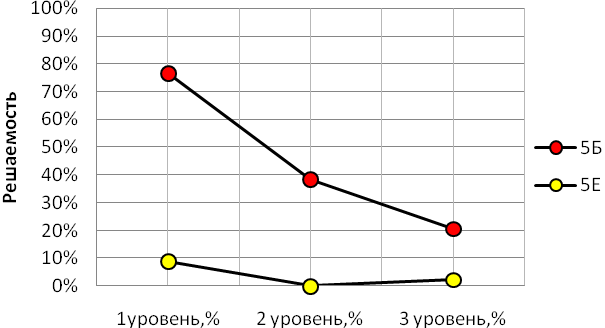 100%
90%
80%
70%
60%
50%
40%
30%
20%
10%
0%
Решаемость
1уровень,%
2 уровень,%
3 уровень,%
5Б
5Е